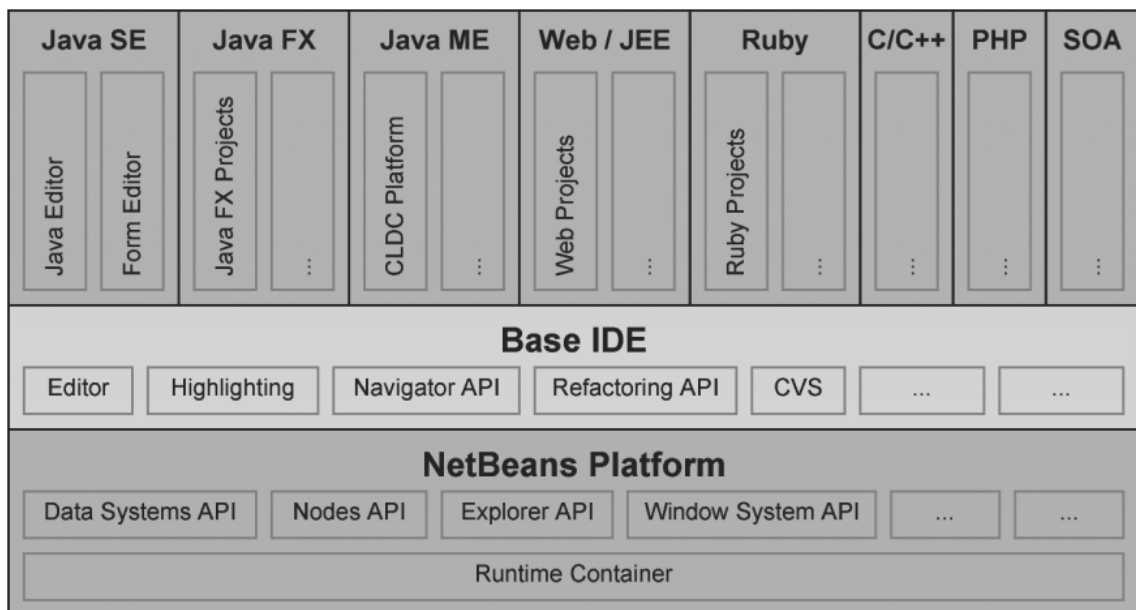 Java SE
Java FX
Java ME
Web / JEE
Ruby
C/C++
PHP
SOA
Java Editor
Form Editor
Java FX Projects
...
CLDC Platform
...
Web Projects
...
Ruby Projects
...
...
...
...
Base IDE
Editor
Highlighting
Navigator API
Refactoring API
CVS
...
...
NetBeans Platform
Data Systems API
Nodes API
Explorer API
Window System API
...
...
Runtime Container